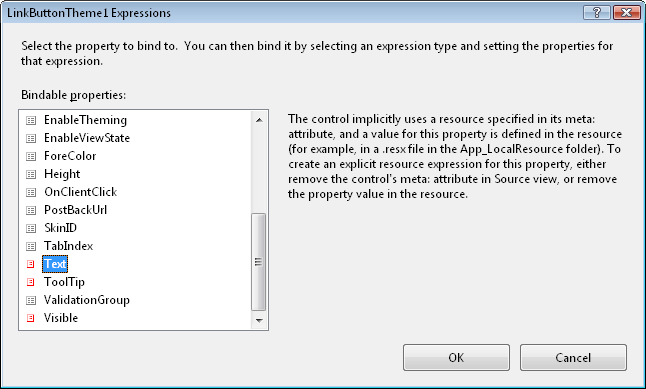 LinkButtonTheme1 Expressions
Select the property to bind to.  You can then bind it by selecting an expression type and setting the properties for
that expression.
Bindable properties:
EnableTheming
EnableViewState
ForeColor
Height
OnClientClick
PostBackUrl
SkinID
TabIndex
Text
ToolTip
ValidationGroup
Visible
The control implicitly uses a resource specified in its meta:
attribute, and a value for this property is defined in the resource
(for example, in a .resx file in the App_LocalResource folder). To
create an explicit resource expression for this property, either
remove the control's meta: attribute in Source view, or remove
the property value in the resource.
OK
Cancel